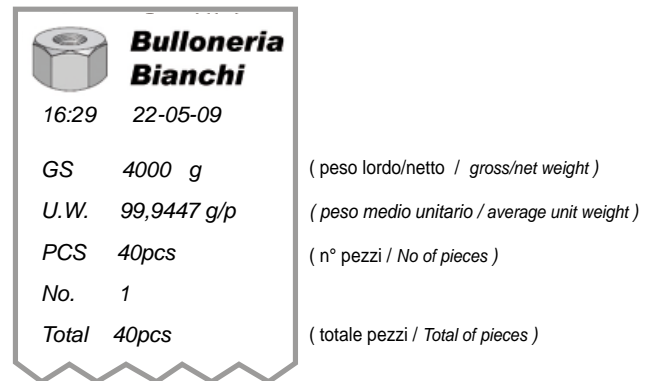 Bulloneria
Bianchi
16:29 22-05-09
GS 4000 g ( peso lordo/netto / gross/net weight )
U.W. 99,9447 g/p ( peso medio unitario / average unit weight )
PCS 40pcs ( n° pezzi / No of pieces )
No. 1
Total 40pcs ( totale pezzi / Total of pieces )